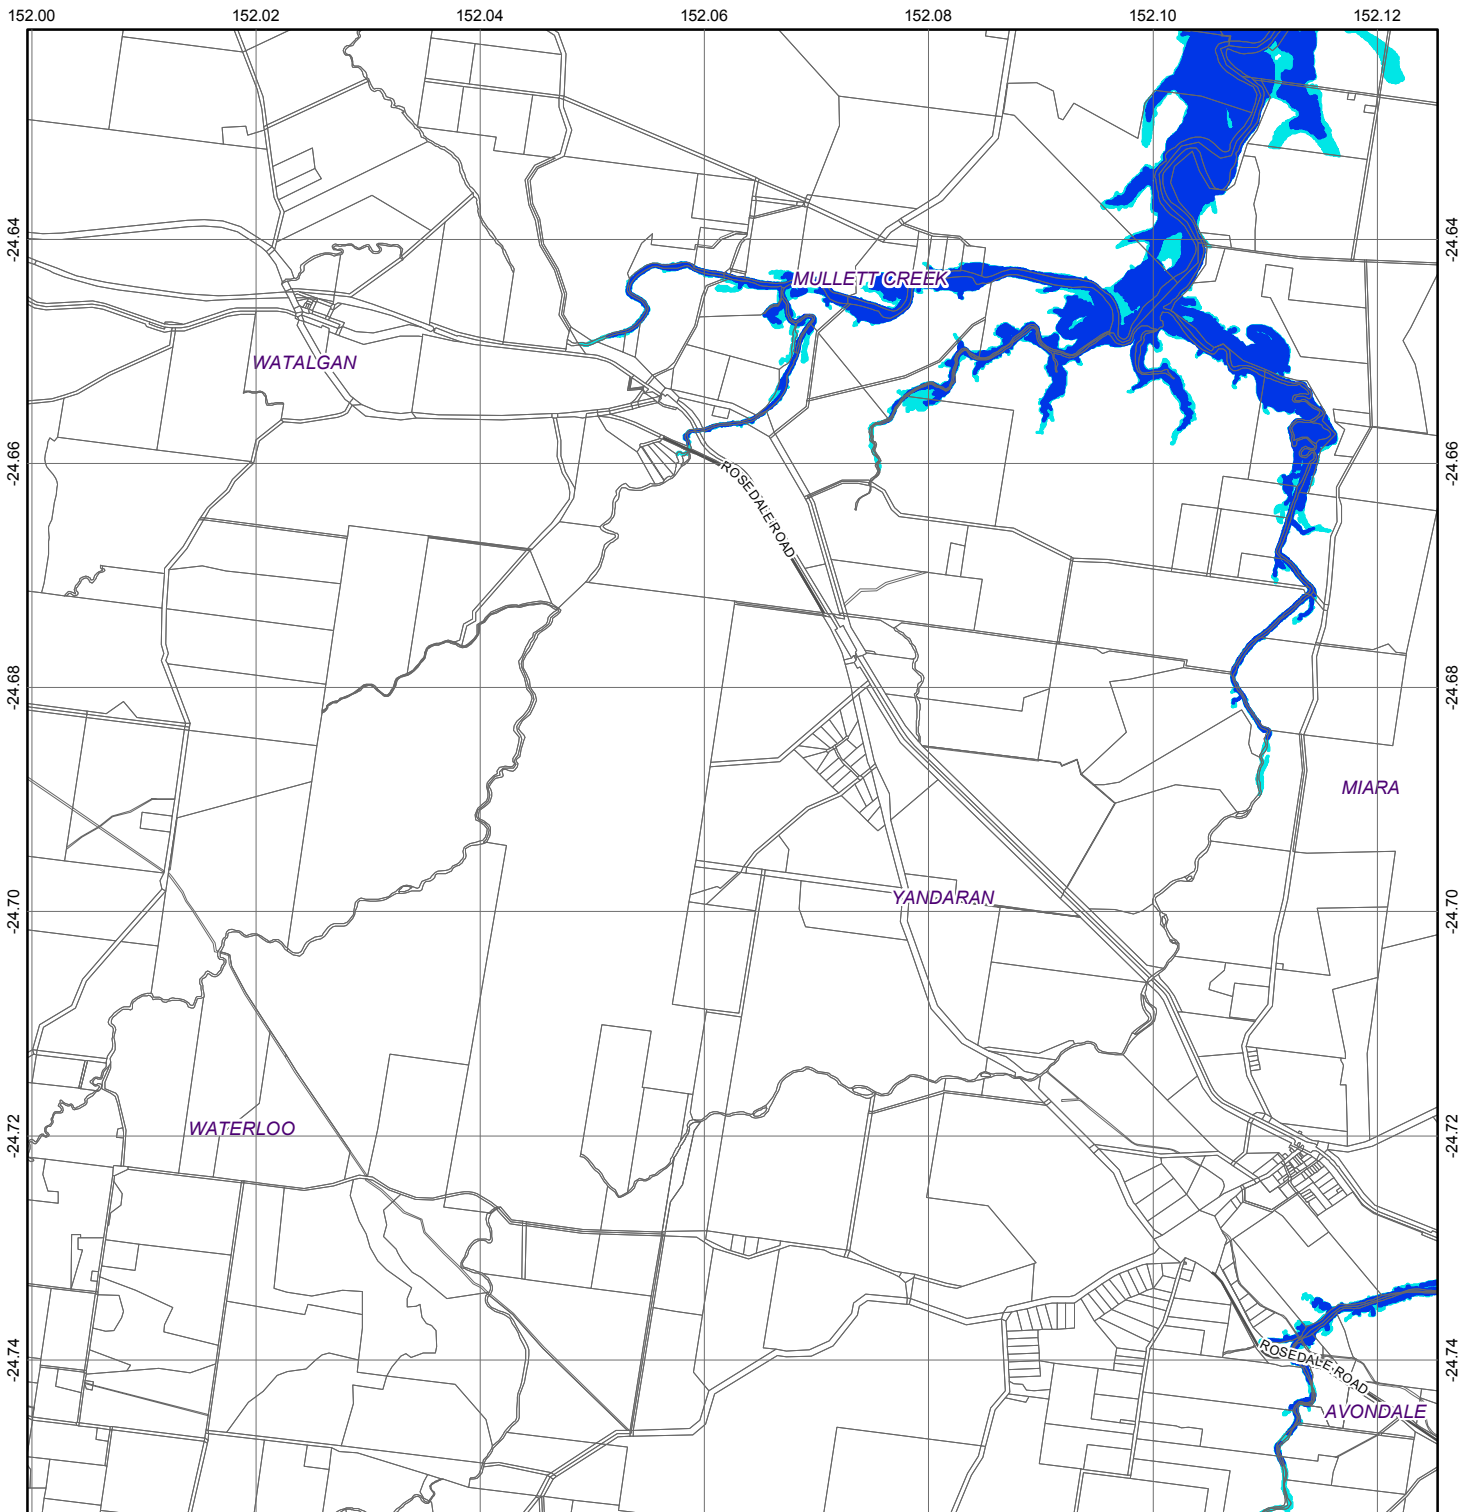 152.00 152.02 152.04 152.06 152.08 152.10 152.12
-24.64 -24.64
MULLETT CREEK
WATALGAN
-24.66 -24.66
ROSEDALE ROAD
-24.68 -24.68
MIARA
YANDARAN
-24.70 -24.70
WATERLOO
-24.72 -24.72
-24.74 -24.74
ROSEDALE ROAD
AVONDALE